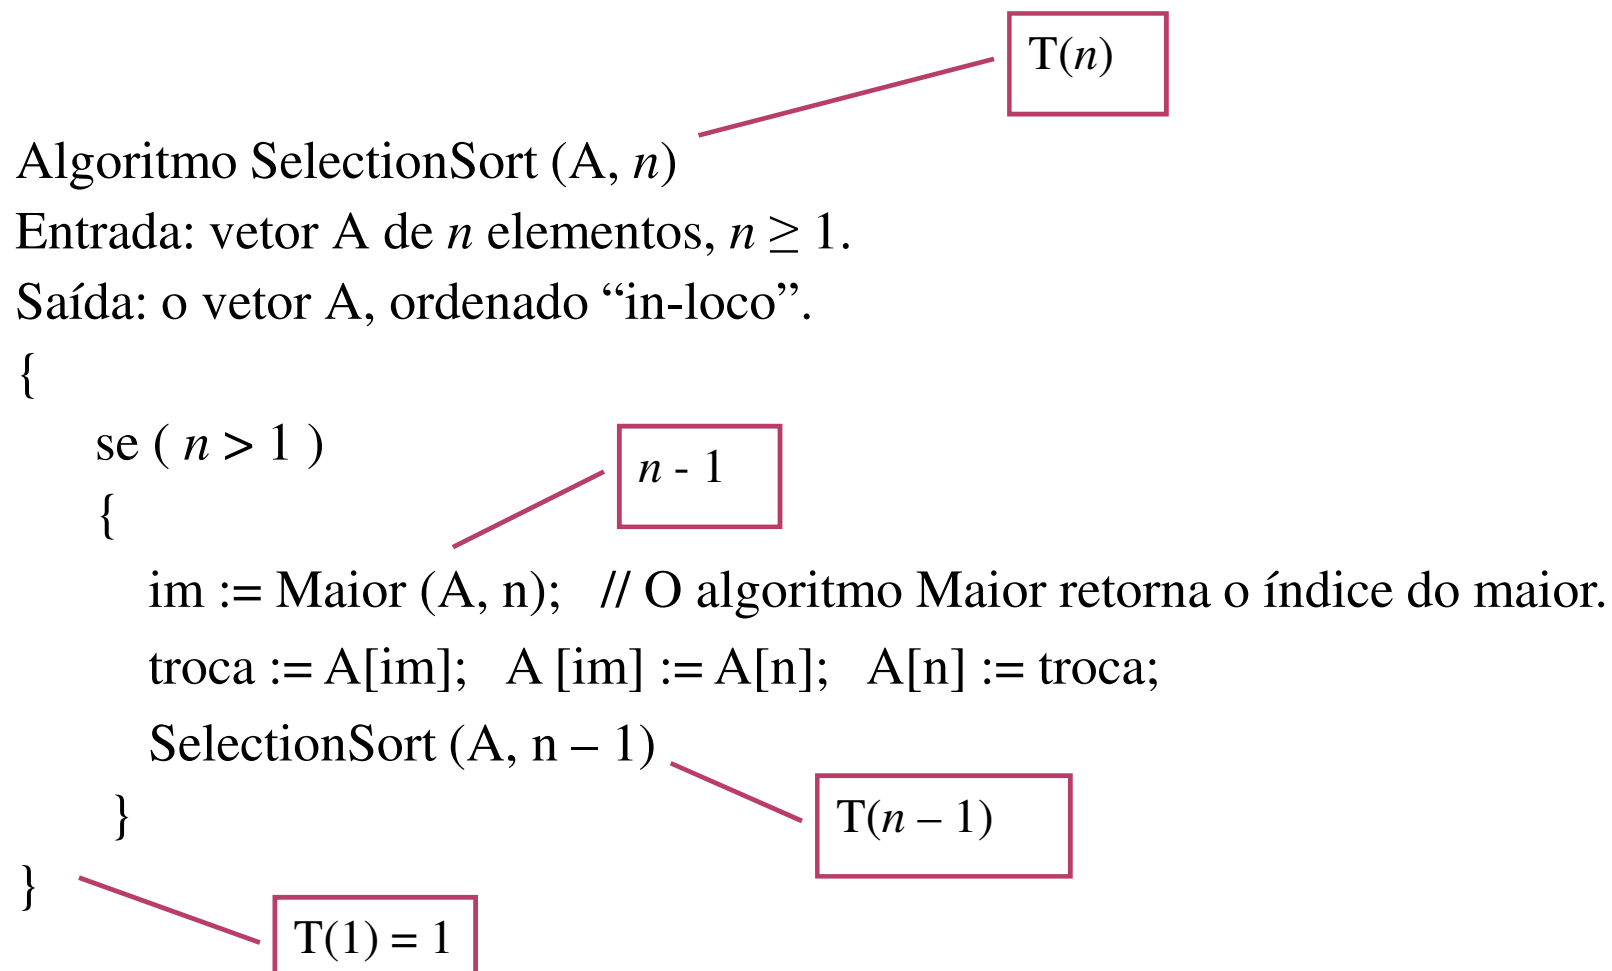 T(n)
Algoritmo SelectionSort (A, n)
Entrada: vetor A de n elementos, n ≥ 1.
Saída: o vetor A, ordenado “in-loco”.
{
se ( n > 1 )
n - 1
{
im := Maior (A, n); // O algoritmo Maior retorna o índice do maior.
troca := A[im]; A [im] := A[n]; A[n] := troca;
SelectionSort (A, n – 1)
}
T(n – 1)
}
T(1) = 1